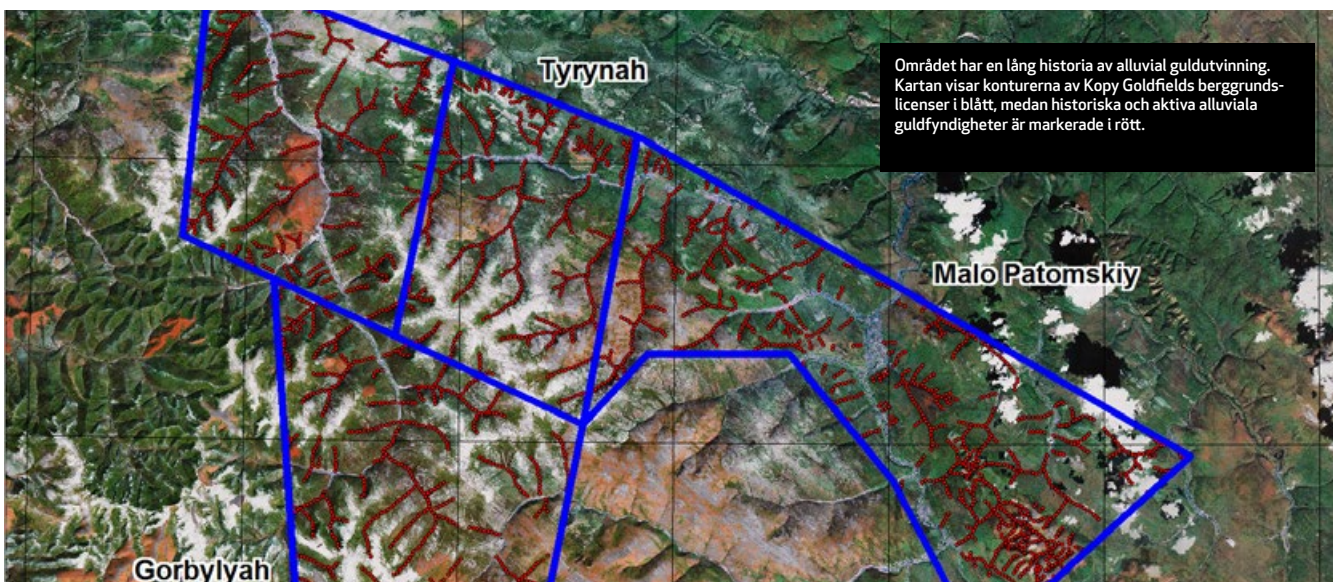 Tyrynah
Området har en lång historia av alluvial guldutvinning.
Kartan visar konturerna av Kopy Goldfields berggrunds-
licenser i blått, medan historiska och aktiva alluviala
guldfyndigheter är markerade i rött.
Malo Patomskiy
Gorbylyah